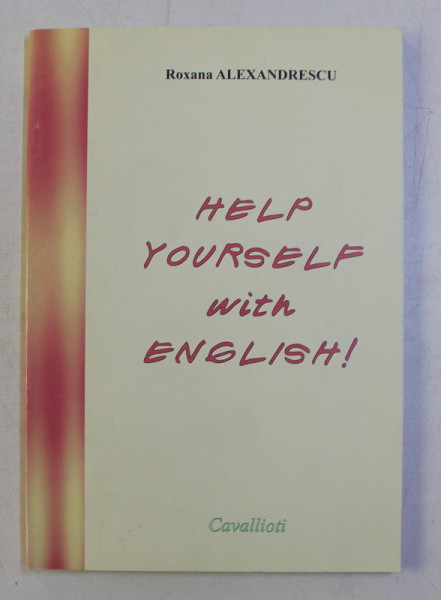 Roxana ALEXANDRESCU
HELP
YOURSELF
with
ENGLISH!
Cavallioti